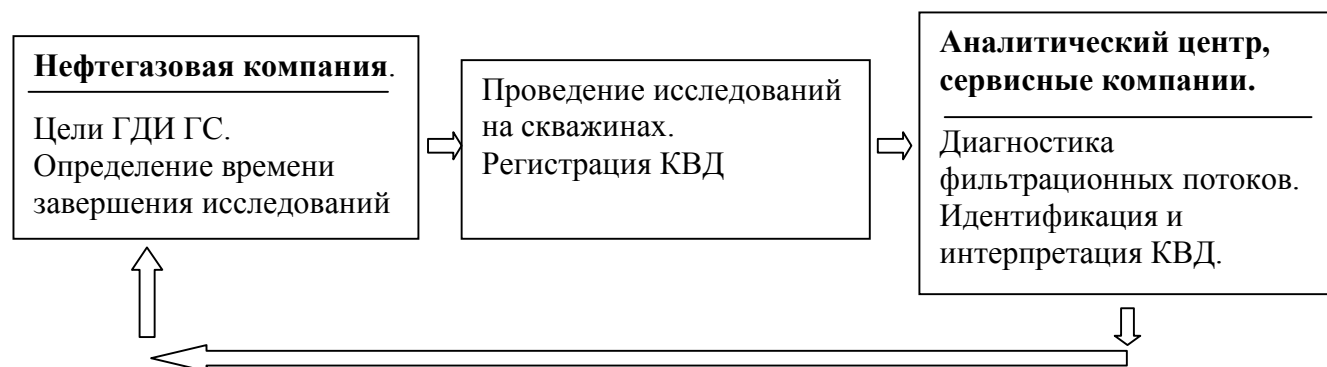 Нефтегазовая компания.
Цели ГДИ ГС.
Определение времени
завершения исследований
Проведение исследований
на скважинах.
Регистрация КВД
Аналитический центр,
сервисные компании.
Диагностика
фильтрационных потоков.
Идентификация и
интерпретация КВД.